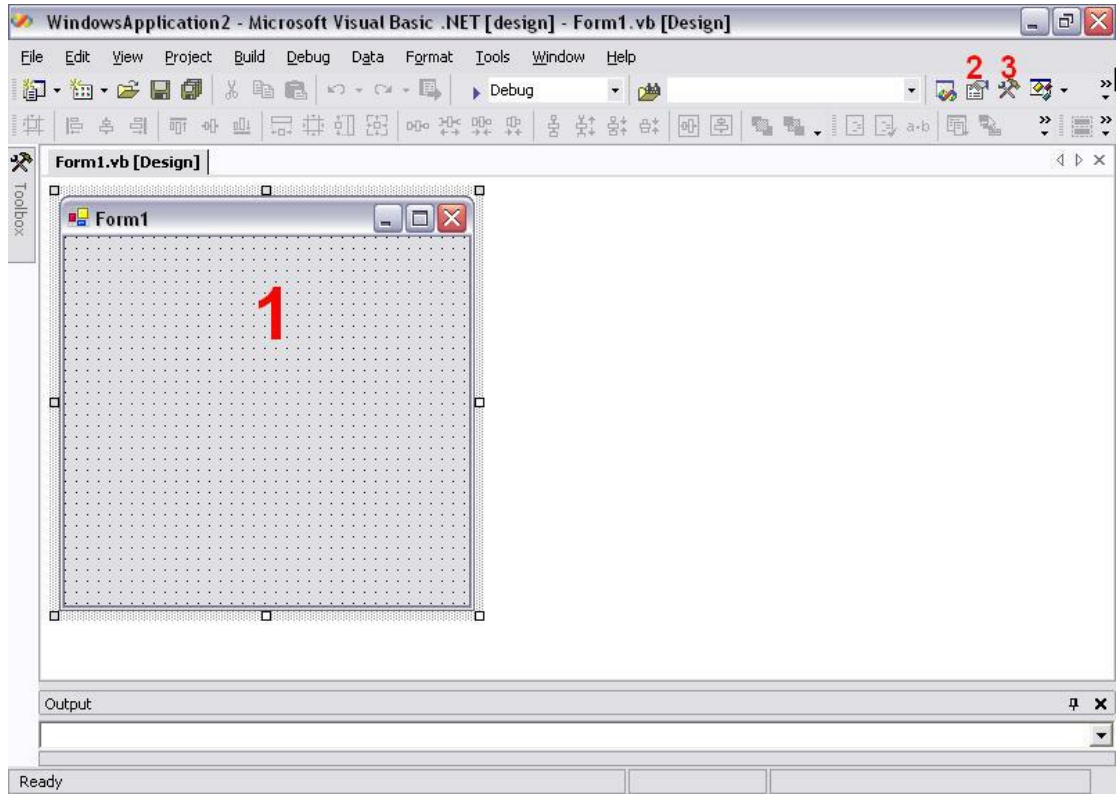 WindowsApplication2 - Microsoft Visual Basic .NET [design] - Form1.vb [Design]
File Edit View Project Build Debug Data Format Tools Window Help
2 3
Debug
a-b
Form1.vb [Design]
Toolbox
Form1
1
Output
Ready